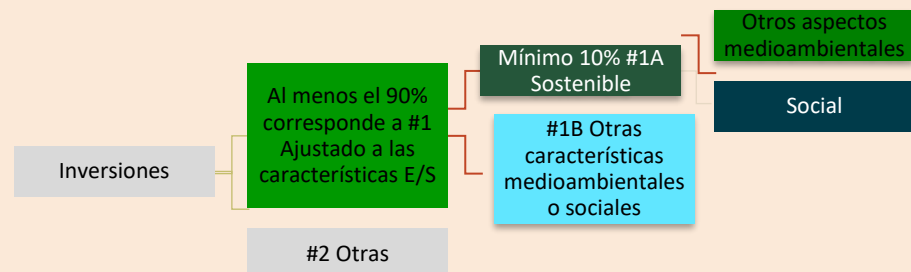 Inversiones
Al menos el 90%
corresponde a #1
Ajustado a las
características E/S
#2 Otras
Mínimo 10% #1A
Sostenible
#1B Otras
características
medioambientales
o sociales
Otros aspectos
medioambientales
Social